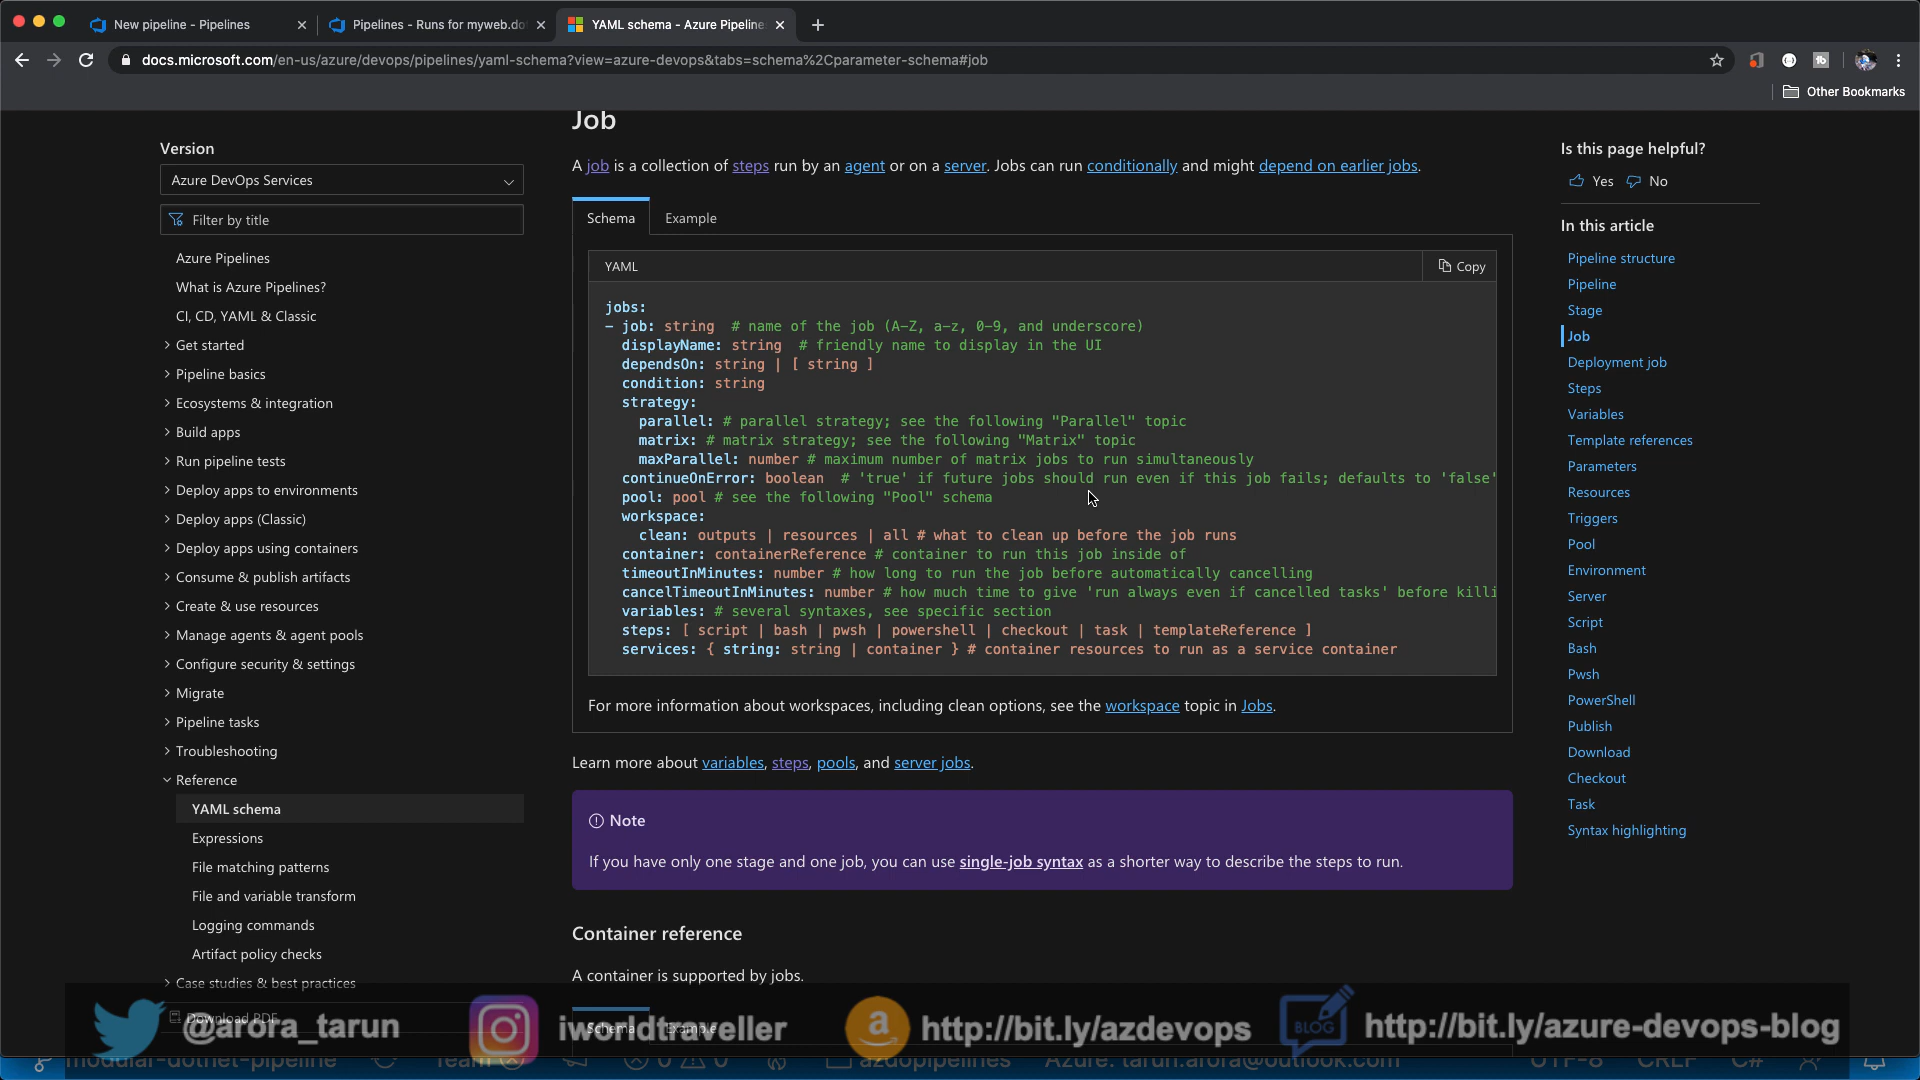 New pipeline - Pipelines
Pipelines - Runs for myweb.do
YAML schema - Azure Pipeline
docs.microsoft.com/en-us/azure/devops/pipelines/yaml-schema?view=azure-devops&tabs=schema%2Cparameter-schema#job
Other Bookmarks
Version
Azure DevOps Services
Filter by title
Azure Pipelines
What is Azure Pipelines?
CI, CD, YAML & Classic
Get started
Pipeline basics
Ecosystems & integration
Build apps
Run pipeline tests
Deploy apps to environments
Deploy apps (Classic)
Deploy apps using containers
Consume & publish artifacts
Create & use resources
Manage agents & agent pools
Configure security & settings
Migrate
Pipeline tasks
Troubleshooting
Reference
YAML schema
Expressions
File matching patterns
File and variable transform
Logging commands
Artifact policy checks
Case studies & best practices
Download PDF
Job
A job is a collection of steps run by an agent or on a server. Jobs can run conditionally and might depend on earlier jobs.
Schema
Example
YAML
Copy
jobs:
- job: string  # name of the job (A-Z, a-z, 0-9, and underscore)
  displayName: string  # friendly name to display in the UI
  dependsOn: string | [ string ]
  condition: string
  strategy:
    parallel: # parallel strategy; see the following "Parallel" topic
    matrix: # matrix strategy; see the following "Matrix" topic
    maxParallel: number # maximum number of matrix jobs to run simultaneously
  continueOnError: boolean  # 'true' if future jobs should run even if this job fails; defaults to 'false'
  pool: pool # see the following "Pool" schema
  workspace:
    clean: outputs | resources | all # what to clean up before the job runs
  container: containerReference # container to run this job inside of
  timeoutInMinutes: number # how long to run the job before automatically cancelling
  cancelTimeoutInMinutes: number # how much time to give 'run always even if cancelled tasks' before killi
  variables: # several syntaxes, see specific section
  steps: [ script | bash | pwsh | powershell | checkout | task | templateReference ]
  services: { string: string | container } # container resources to run as a service container
For more information about workspaces, including clean options, see the workspace topic in Jobs.
Learn more about variables, steps, pools, and server jobs.
Note
If you have only one stage and one job, you can use single-job syntax as a shorter way to describe the steps to run.
Container reference
A container is supported by jobs.
Schema
Example
Is this page helpful?
Yes
No
In this article
Pipeline structure
Pipeline
Stage
Job
Deployment job
Steps
Variables
Template references
Parameters
Resources
Triggers
Pool
Environment
Server
Script
Bash
Pwsh
PowerShell
Publish
Download
Checkout
Task
Syntax highlighting
@arora_tarun
iworldtraveller
a
http://bit.ly/azdevops
BLOG
http://bit.ly/azure-devops-blog
modular-dotnet-pipeline
Team
0
0
azdopipelines
Azure: tarun.arora@outlook.com
UTF-8
CRLF
C#